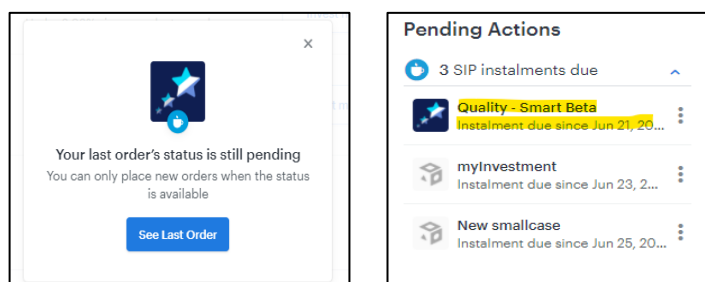 Your last order's status is still pending
You can only place new orders when the status
is available
See Last Order
Pending Actions
3 SIP instalments due
Quality - Smart Beta
Instalment due since Jun 21, 20...
myInvestment
Instalment due since Jun 23, 2...
New smallcase
Instalment due since Jun 25, 20...